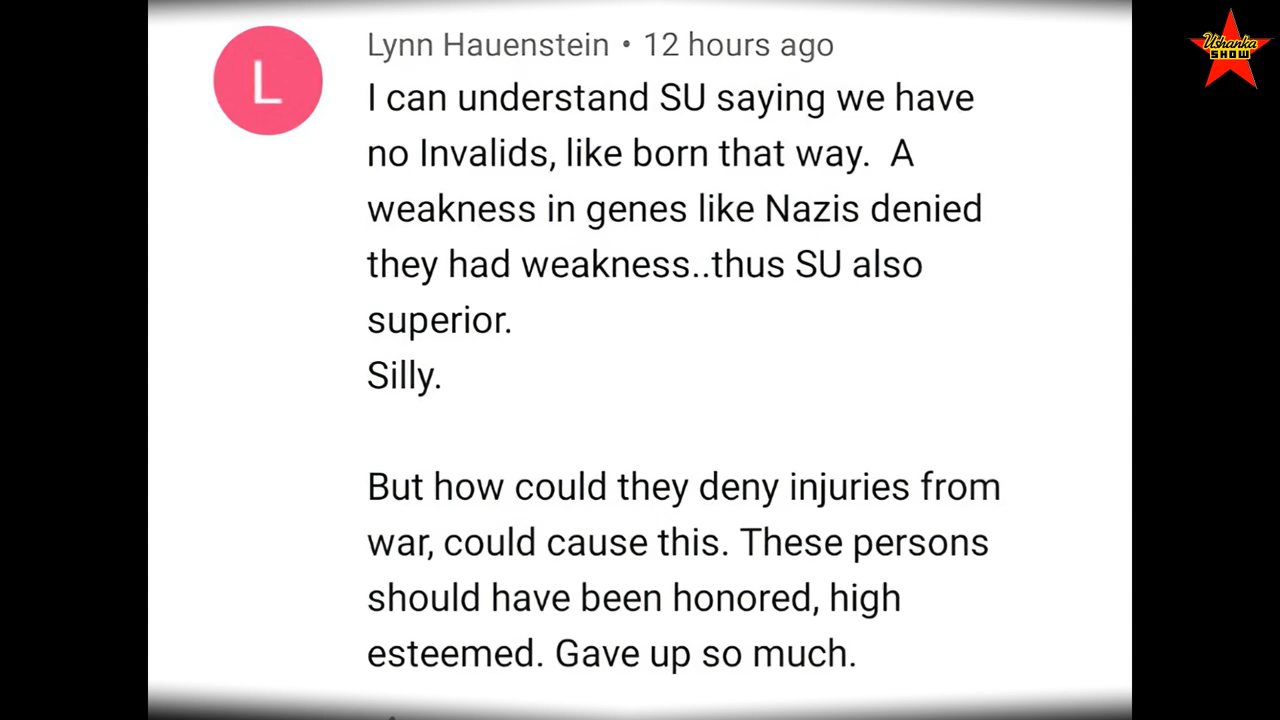 Ushanka
SHOW
L
Lynn Hauenstein • 12 hours ago
I can understand SU saying we have
no Invalids, like born that way.  A
weakness in genes like Nazis denied
they had weakness..thus SU also
superior.
Silly.
But how could they deny injuries from
war, could cause this. These persons
should have been honored, high
esteemed. Gave up so much.